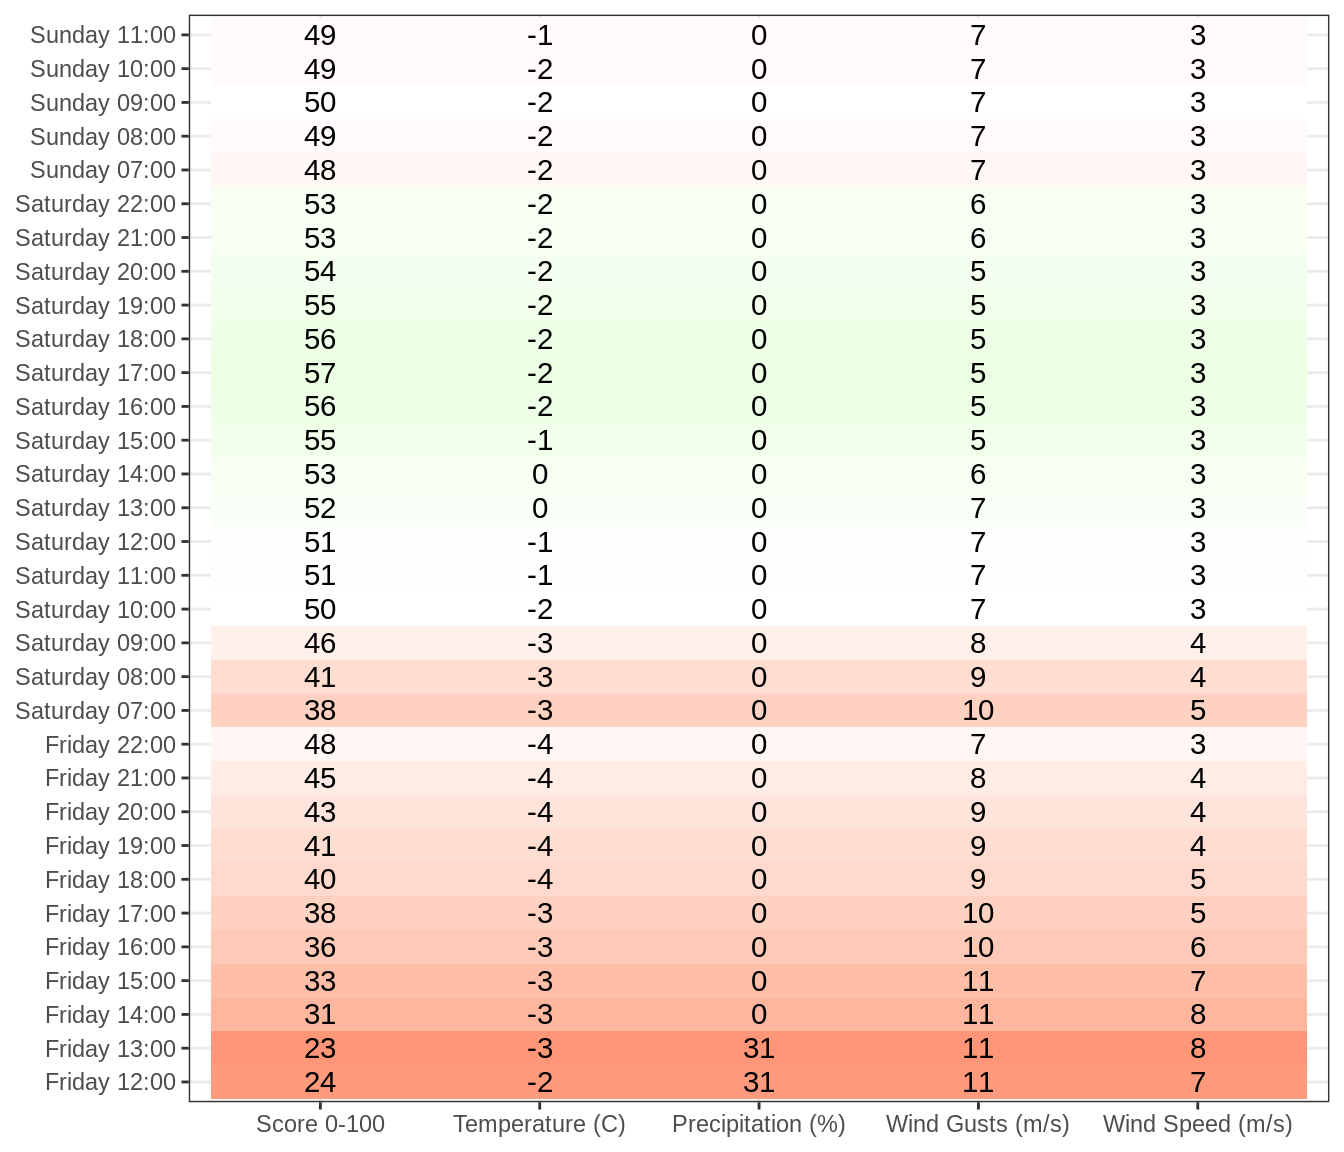 Sunday 11:00 49 -1 0 7 3
Sunday 10:00 49 -2 0 7 3
Sunday 09:00 50 -2 0 7 3
Sunday 08:00 49 -2 0 7 3
Sunday 07:00 48 -2 0 7 3
Saturday 22:00 53 -2 0 6 3
Saturday 21:00 53 -2 0 6 3
Saturday 20:00 54 -2 0 5 3
Saturday 19:00 55 -2 0 5 3
Saturday 18:00 56 -2 0 5 3
Saturday 17:00 57 -2 0 5 3
Saturday 16:00 56 -2 0 5 3
Saturday 15:00 55 -1 0 5 3
Saturday 14:00 53 0 0 6 3
Saturday 13:00 52 0 0 7 3
Saturday 12:00 51 -1 0 7 3
Saturday 11:00 51 -1 0 7 3
Saturday 10:00 50 -2 0 7 3
Saturday 09:00 46 -3 0 8 4
Saturday 08:00 41 -3 0 9 4
Saturday 07:00 38 -3 0 10 5
Friday 22:00 48 -4 0 7 3
Friday 21:00 45 -4 0 8 4
Friday 20:00 43 -4 0 9 4
Friday 19:00 41 -4 0 9 4
Friday 18:00 40 -4 0 9 5
Friday 17:00 38 -3 0 10 5
Friday 16:00 36 -3 0 10 6
Friday 15:00 33 -3 0 11 7
Friday 14:00 31 -3 0 11 8
Friday 13:00 23 -3 31 11 8
Friday 12:00 24 -2 31 11 7
Score 0-100 Temperature (C) Precipitation (%) Wind Gusts (m/s) Wind Speed (m/s)